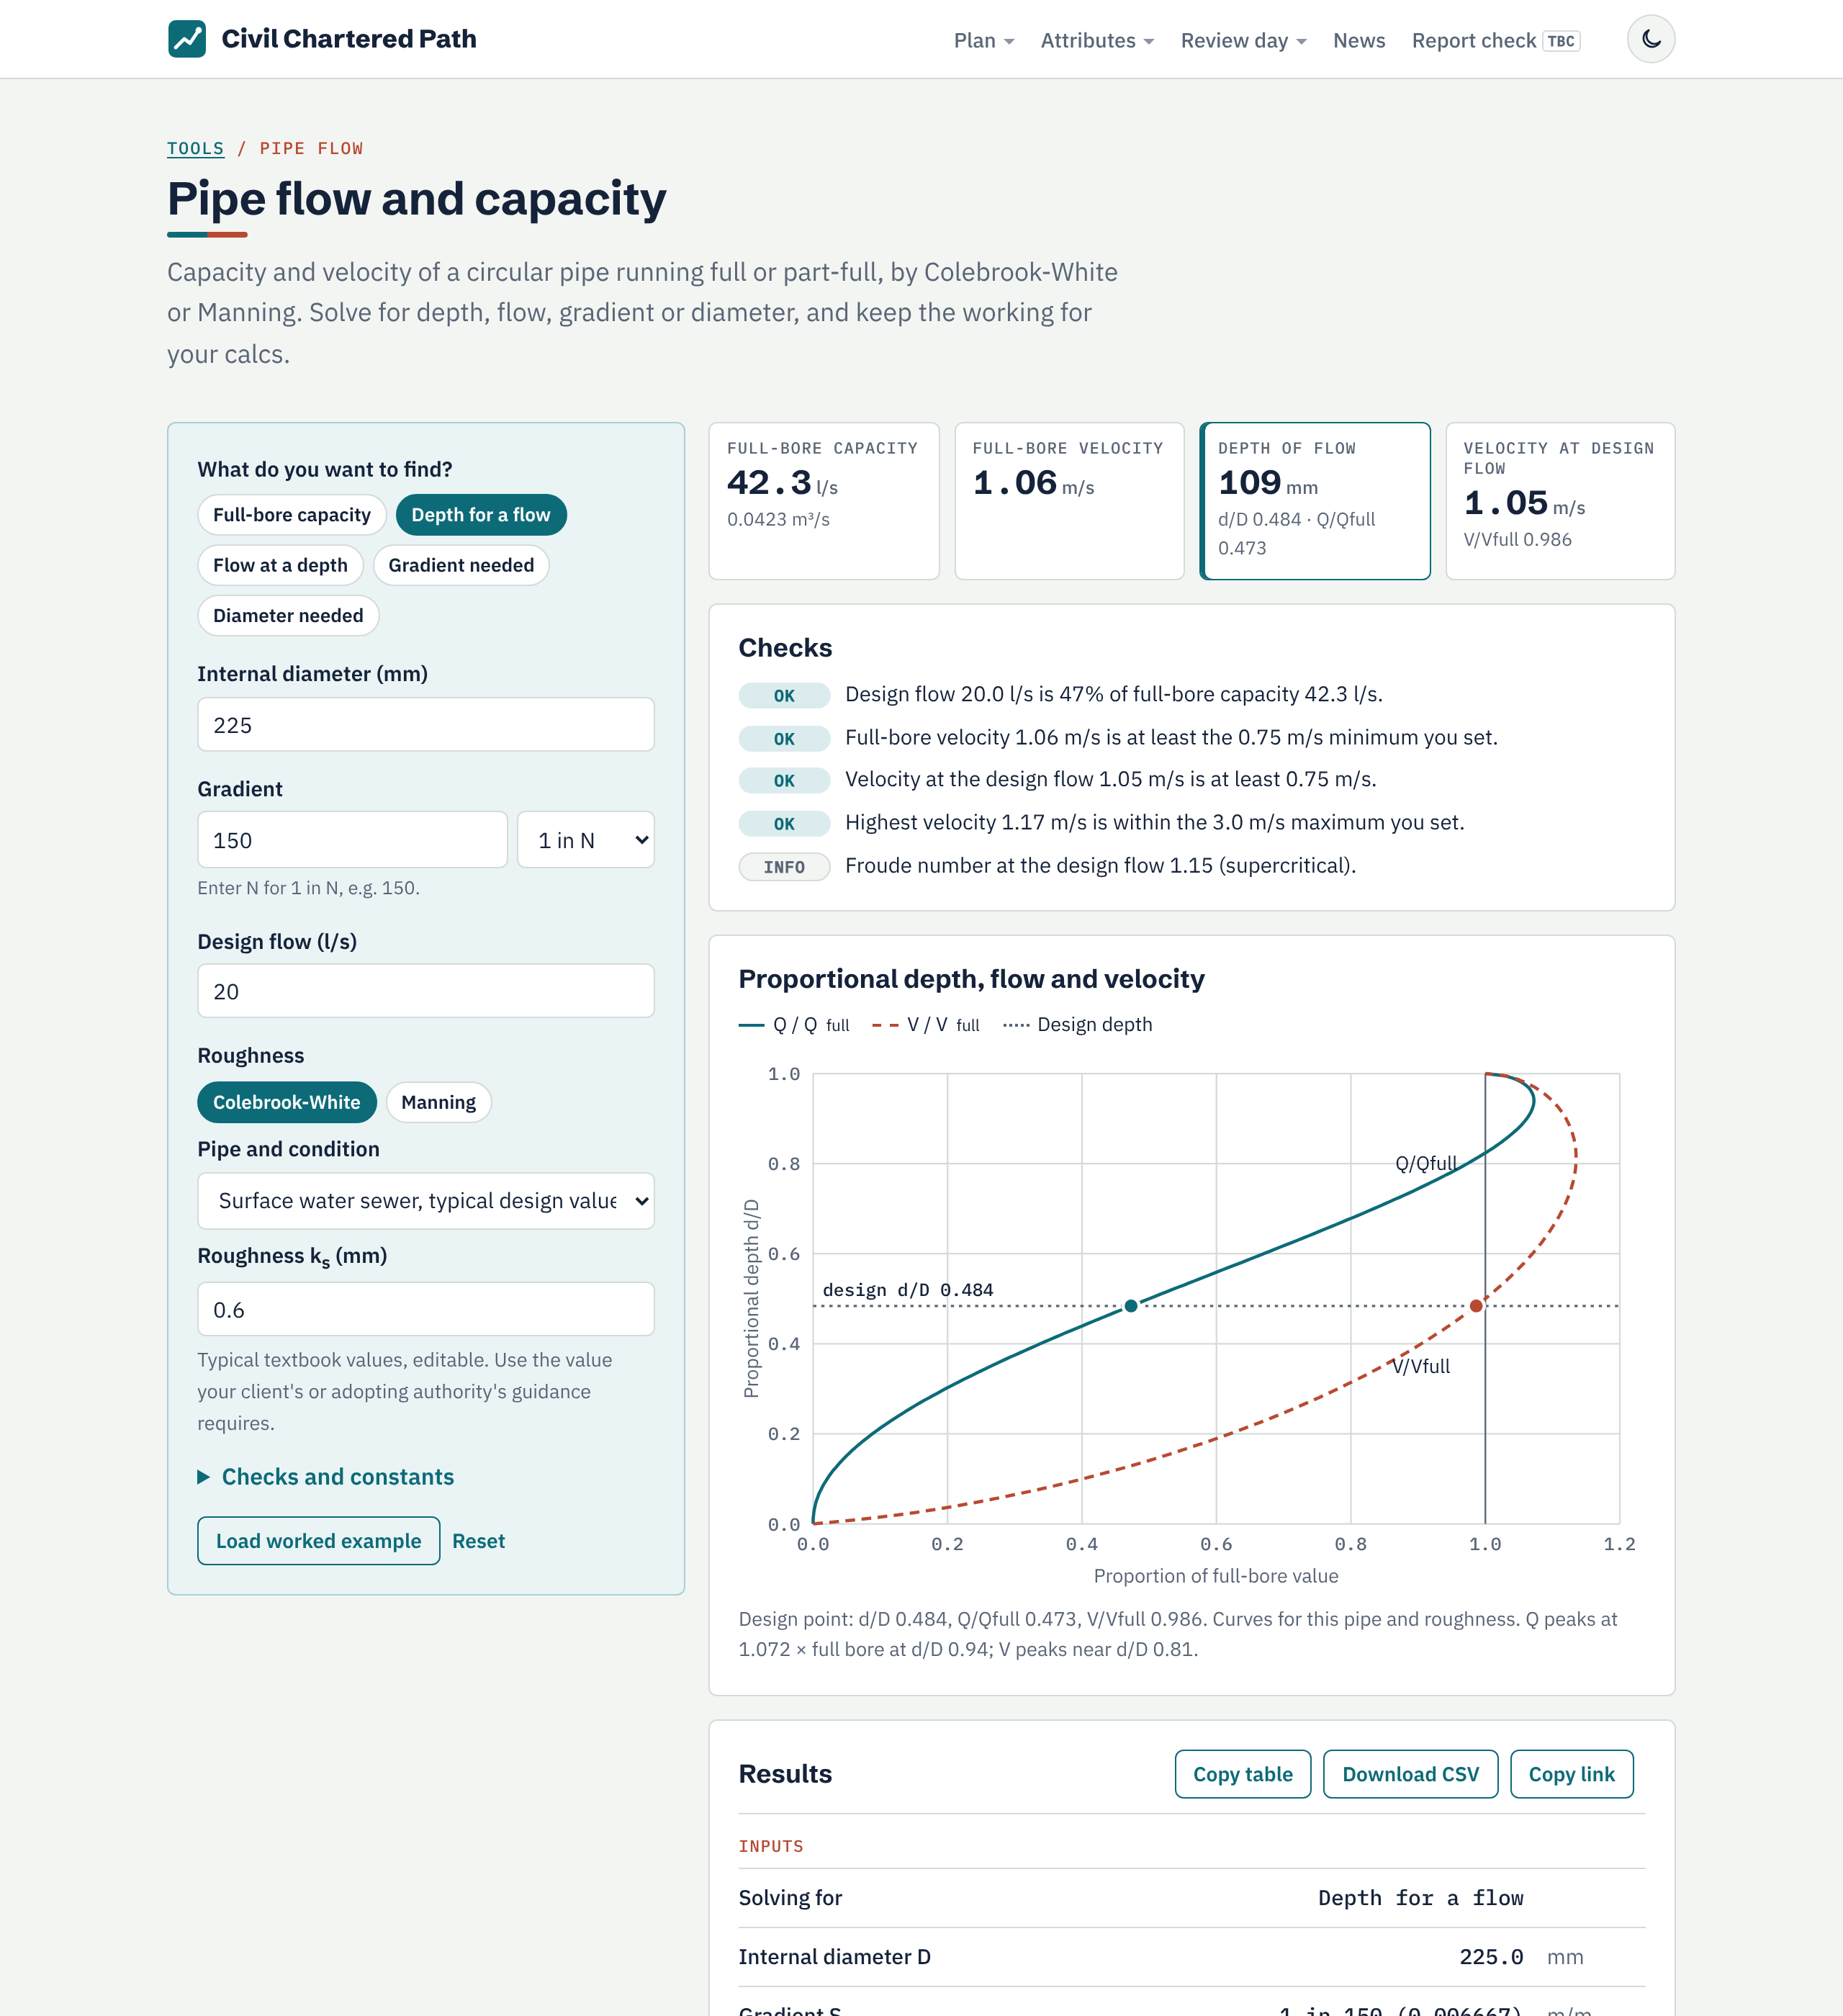 Civil Chartered Path
Plan
Attributes
Review day
News
Report check TBC
TOOLS / PIPE FLOW
Pipe flow and capacity
Capacity and velocity of a circular pipe running full or part-full, by Colebrook-White
or Manning. Solve for depth, flow, gradient or diameter, and keep the working for
your calcs.
What do you want to find?
Full-bore capacity
Depth for a flow
Flow at a depth
Gradient needed
Diameter needed
Internal diameter (mm)
225
Gradient
150
1 in N
Enter N for 1 in N, e.g. 150.
Design flow (l/s)
20
Roughness
Colebrook-White
Manning
Pipe and condition
Surface water sewer, typical design value
Roughness ks (mm)
0.6
Typical textbook values, editable. Use the value
your client's or adopting authority's guidance
requires.
Checks and constants
Load worked example
Reset
FULL-BORE CAPACITY
42.3 l/s
0.0423 m³/s
FULL-BORE VELOCITY
1.06 m/s
DEPTH OF FLOW
109 mm
d/D 0.484 · Q/Qfull
0.473
VELOCITY AT DESIGN
FLOW
1.05 m/s
V/Vfull 0.986
Checks
OK Design flow 20.0 l/s is 47% of full-bore capacity 42.3 l/s.
OK Full-bore velocity 1.06 m/s is at least the 0.75 m/s minimum you set.
OK Velocity at the design flow 1.05 m/s is at least 0.75 m/s.
OK Highest velocity 1.17 m/s is within the 3.0 m/s maximum you set.
INFO Froude number at the design flow 1.15 (supercritical).
Proportional depth, flow and velocity
Q / Q full
V / V full
Design depth
1.0
0.8
0.6
0.4
0.2
0.0
Proportional depth d/D
Q/Qfull
design d/D 0.484
V/Vfull
0.0 0.2 0.4 0.6 0.8 1.0 1.2
Proportion of full-bore value
Design point: d/D 0.484, Q/Qfull 0.473, V/Vfull 0.986. Curves for this pipe and roughness. Q peaks at
1.072 × full bore at d/D 0.94; V peaks near d/D 0.81.
Results
Copy table
Download CSV
Copy link
INPUTS
Solving for Depth for a flow
Internal diameter D 225.0 mm
Gradient S 1 in 150 (0.006667) m/m